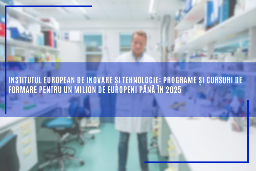 INSTITUTUL EUROPEAN DE INOVARE ȘI TEHNOLOGIE: PROGRAME ȘI CURSURI DE
FORMARE PENTRU UN MILION DE EUROPENI PÂNĂ ÎN 2025